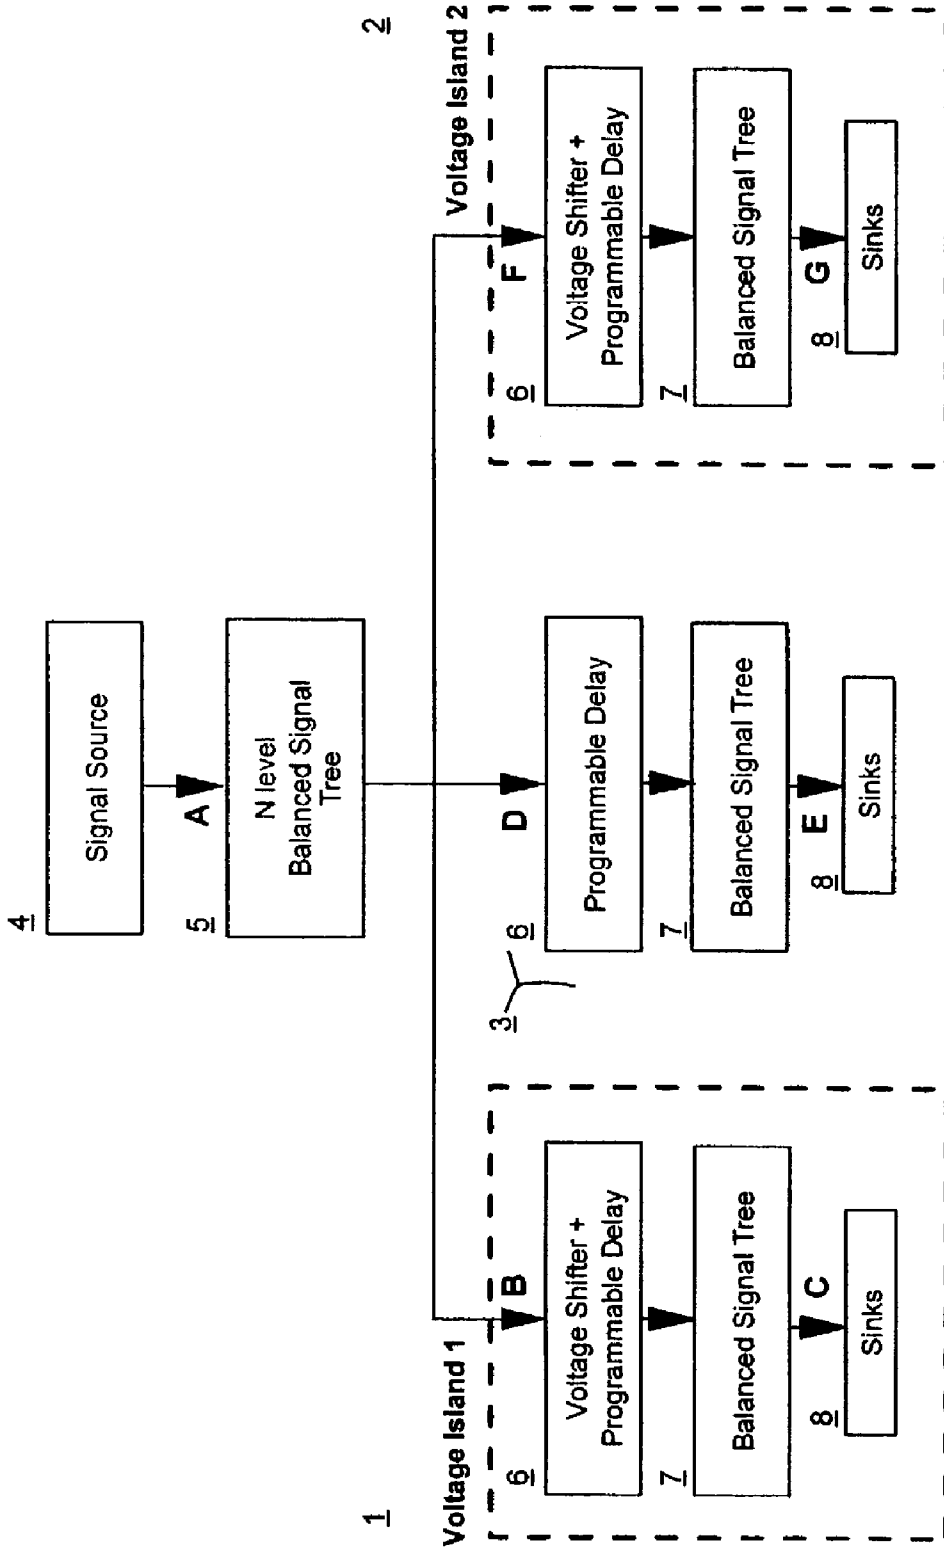 4
Signal Source
A
5
N level
Balanced Signal
Tree
1
2
Voltage Island 1
Voltage Island 2
B
D
F
6
3
6
6
Voltage Shifter +
Programmable Delay
Programmable Delay
Voltage Shifter +
Programmable Delay
7
7
7
Balanced Signal Tree
Balanced Signal Tree
Balanced Signal Tree
C
E
G
8
8
8
Sinks
Sinks
Sinks